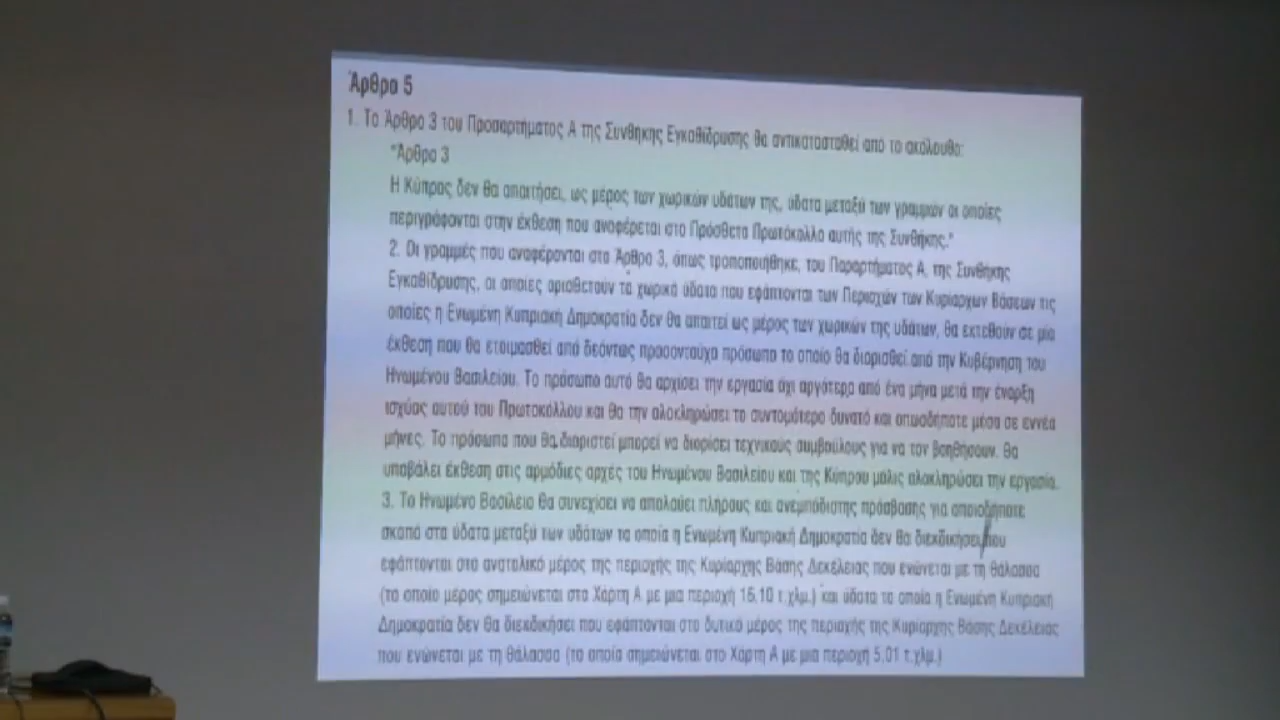 Άρθρο 5
1. Το Άρθρο 3 του Προσαρτήματος Α της Συνθήκης Εγκαθίδρυσης θα αντικατασταθεί από το ακόλουθο:
"Άρθρο 3
Η Κύπρος δεν θα απαιτήσει, ως μέρος των χωρικών υδάτων της, ύδατα μεταξύ των γραμμών οι οποίες
περιγράφονται στην έκθεση που αναφέρεται στο Πρόσθετο Πρωτόκολλο αυτής της Συνθήκης."
2. Οι γραμμές που αναφέρονται στο Άρθρο 3, όπως τροποποιήθηκε, του Παραρτήματος Α, της Συνθήκης
Εγκαθίδρυσης, οι οποίες οριοθετούν τα χωρικά ύδατα που εφάπτονται των Περιοχών των Κυρίαρχων Βάσεων τις
οποίες η Ενωμένη Κυπριακή Δημοκρατία δεν θα απαιτεί ως μέρος των χωρικών της υδάτων, θα εκτεθούν σε μία
έκθεση που θα ετοιμασθεί από δεόντως προσοντούχο πρόσωπο το οποίο θα διορισθεί από την Κυβέρνηση του
Ηνωμένου Βασιλείου. Το πρόσωπο αυτό θα αρχίσει την εργασία όχι αργότερα από ένα μήνα μετά την έναρξη
ισχύος αυτού του Πρωτοκόλλου και θα την ολοκληρώσει το συντομότερο δυνατό και οπωσδήποτε μέσα σε εννέα
μήνες. Το πρόσωπο που θα διοριστεί μπορεί να διορίσει τεχνικούς συμβούλους για να τον βοηθήσουν. Θα
υποβάλει έκθεση στις αρμόδιες αρχές του Ηνωμένου Βασιλείου και της Κύπρου μόλις ολοκληρώσει την εργασία.
3. Το Ηνωμένο Βασίλειο θα συνεχίσει να απολαύει πλήρους και ανεμπόδιστης πρόσβασης για οποιοδήποτε
σκοπό στα ύδατα μεταξύ των υδάτων τα οποία η Ενωμένη Κυπριακή Δημοκρατία δεν θα διεκδικήσει που
εφάπτονται στο ανατολικό μέρος της περιοχής της Κυρίαρχης Βάσης Δεκέλειας που ενώνεται με τη θάλασσα
(το οποίο μέρος σημειώνεται στο Χάρτη Α με μια περιοχή 15.10 τ.χλμ.) και ύδατα τα οποία η Ενωμένη Κυπριακή
Δημοκρατία δεν θα διεκδικήσει που εφάπτονται στο δυτικό μέρος της περιοχής της Κυρίαρχης Βάσης Δεκέλειας
που ενώνεται με τη θάλασσα (το οποίο σημειώνεται στο Χάρτη Α με μια περιοχή 5.01 τ.χλμ.)